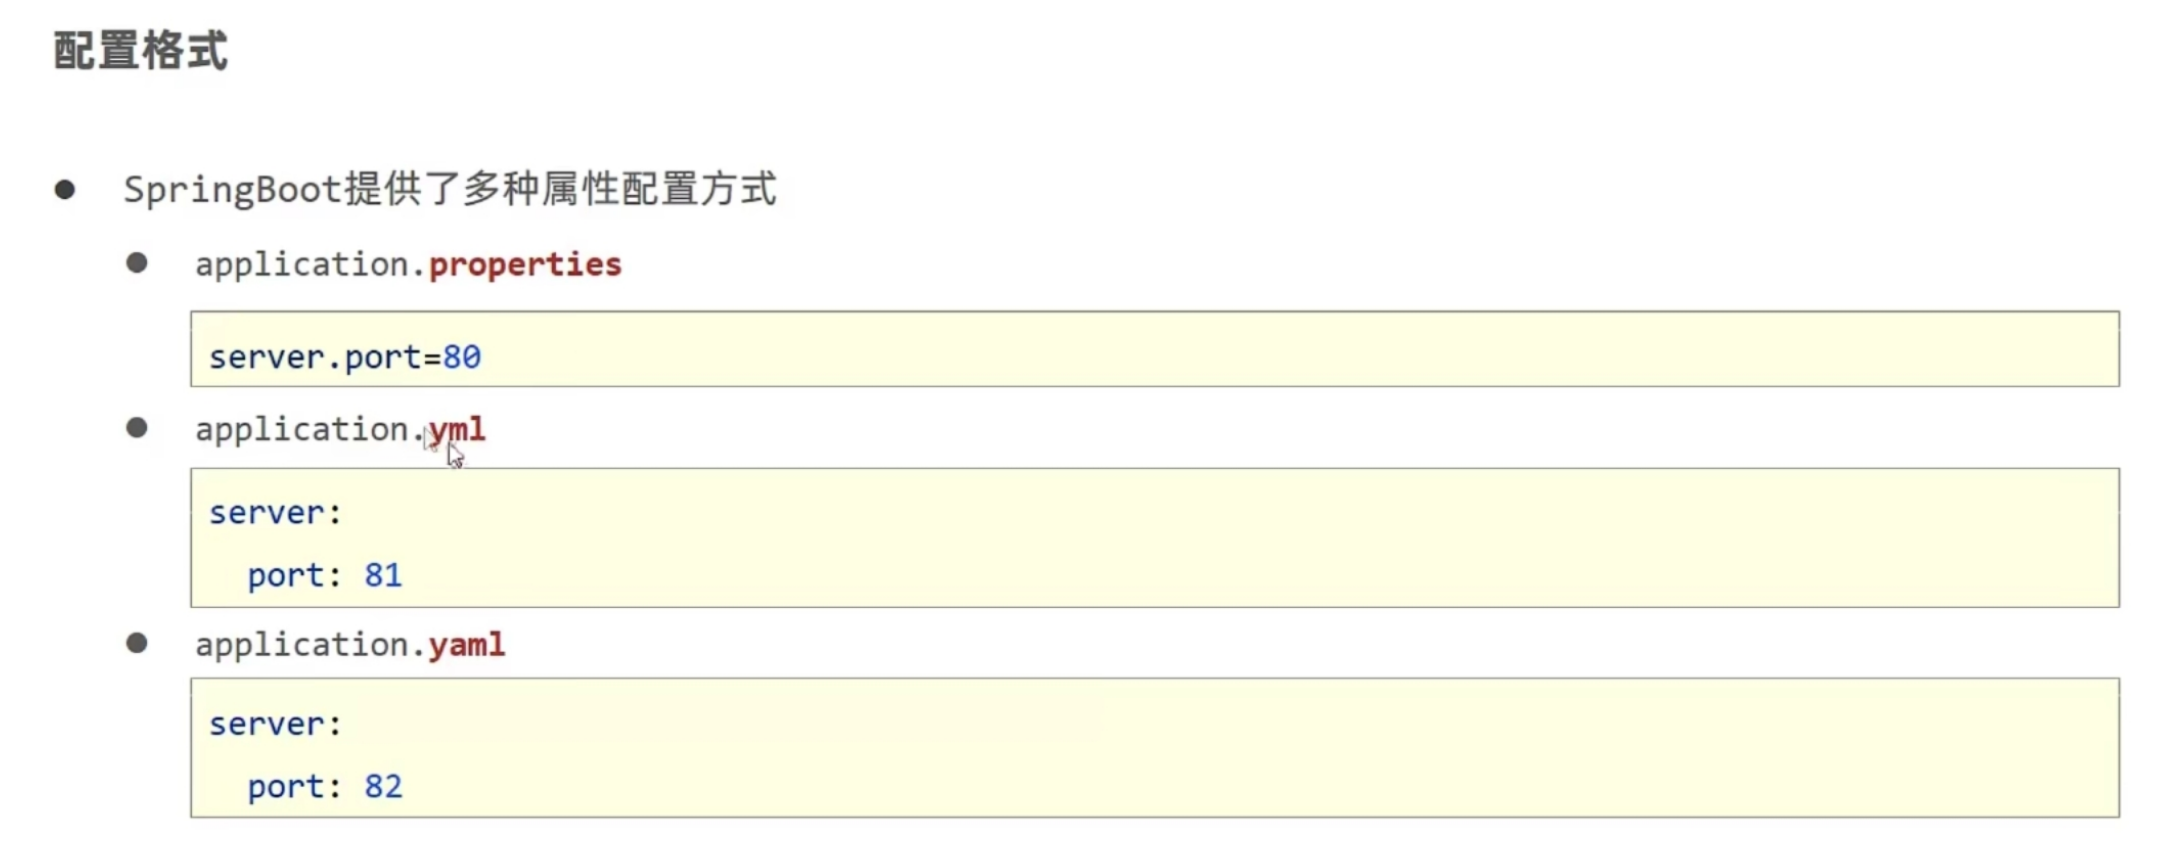 配置格式
SpringBoot提供了多种属性配置方式
application.properties
server.port=80
application.yml
server:
  port: 81
application.yaml
server:
  port: 82